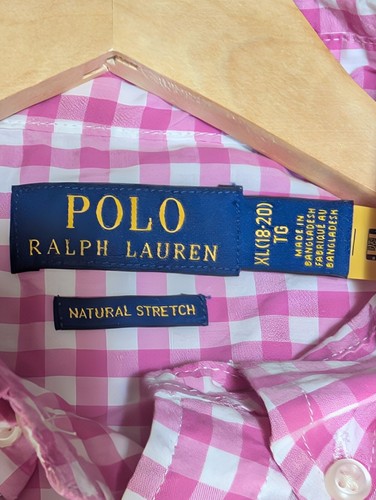 POLO
RALPH LAUREN
XL(18-20)
TG
MADE IN
BANGLADESH
FABRIQUÉ AU
BANGLADESH
NATURAL STRETCH